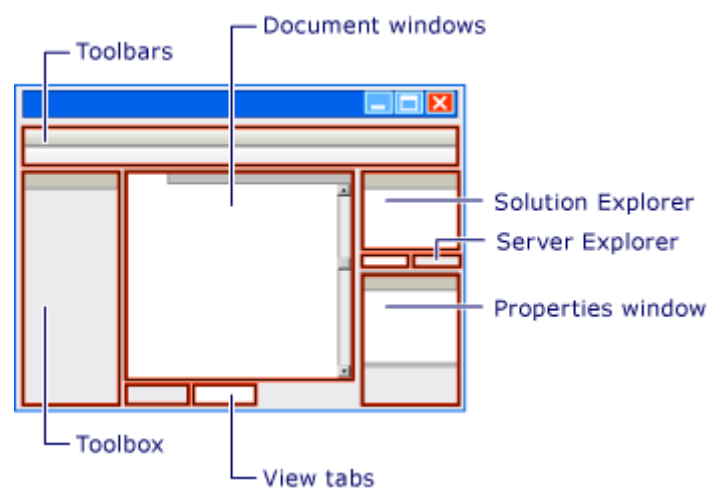 Document windows
Toolbars
Solution Explorer
Server Explorer
Properties window
Toolbox
View tabs